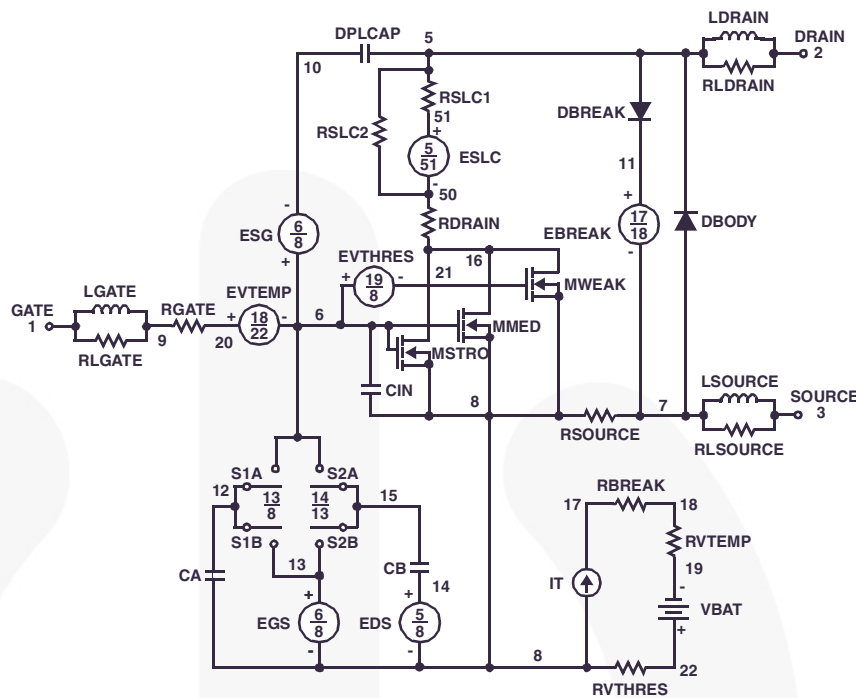 LDRAIN
DPLCAP
5
DRAIN
2
10
RLDRAIN
RSLC1
51
RSLC2
+
5
51
ESLC
-
50
DBREAK
11
-
6
8
ESG
+
RDRAIN
EVTHRES
+
19
8
-
21
16
+
17
18
EBREAK
-
DBODY
MWEAK
GATE
1
LGATE
RLGATE
9
RGATE
20
EVTEMP
+
18
22
-
6
MMED
MSTRO
CIN
8
RSOURCE
7
LSOURCE
SOURCE
3
RLSOURCE
S1A
S2A
12
13
8
14
13
15
S1B
S2B
13
CA
CB
14
+
6
8
EGS
-
+
5
8
EDS
-
RBREAK
17
18
RVTEMP
19
IT
-
VBAT
+
8
22
RVTHRES